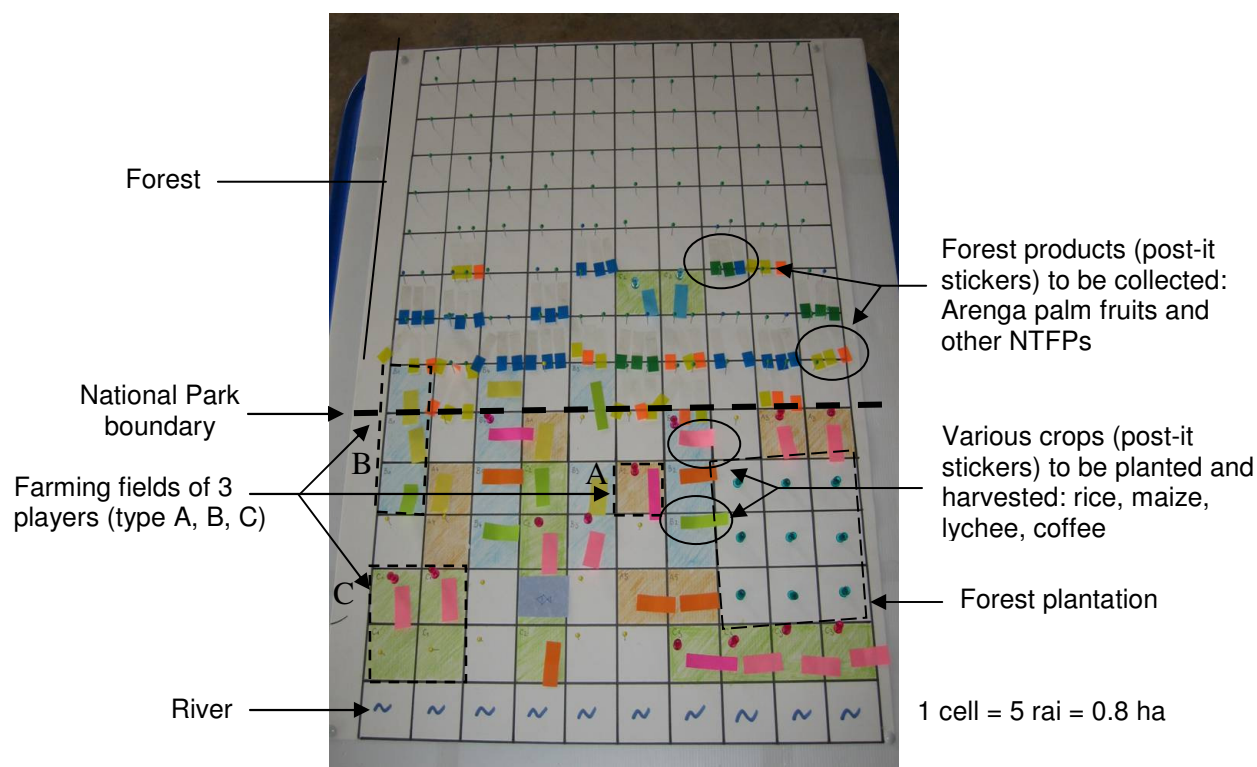 Forest
National Park
boundary
B
Farming fields of 3
players (type A, B, C)
A
C
River
Forest products (post-it
stickers) to be collected:
Arenga palm fruits and
other NTFPs
Various crops (post-it
stickers) to be planted and
harvested: rice, maize,
lychee, coffee
Forest plantation
1 cell = 5 rai = 0.8 ha